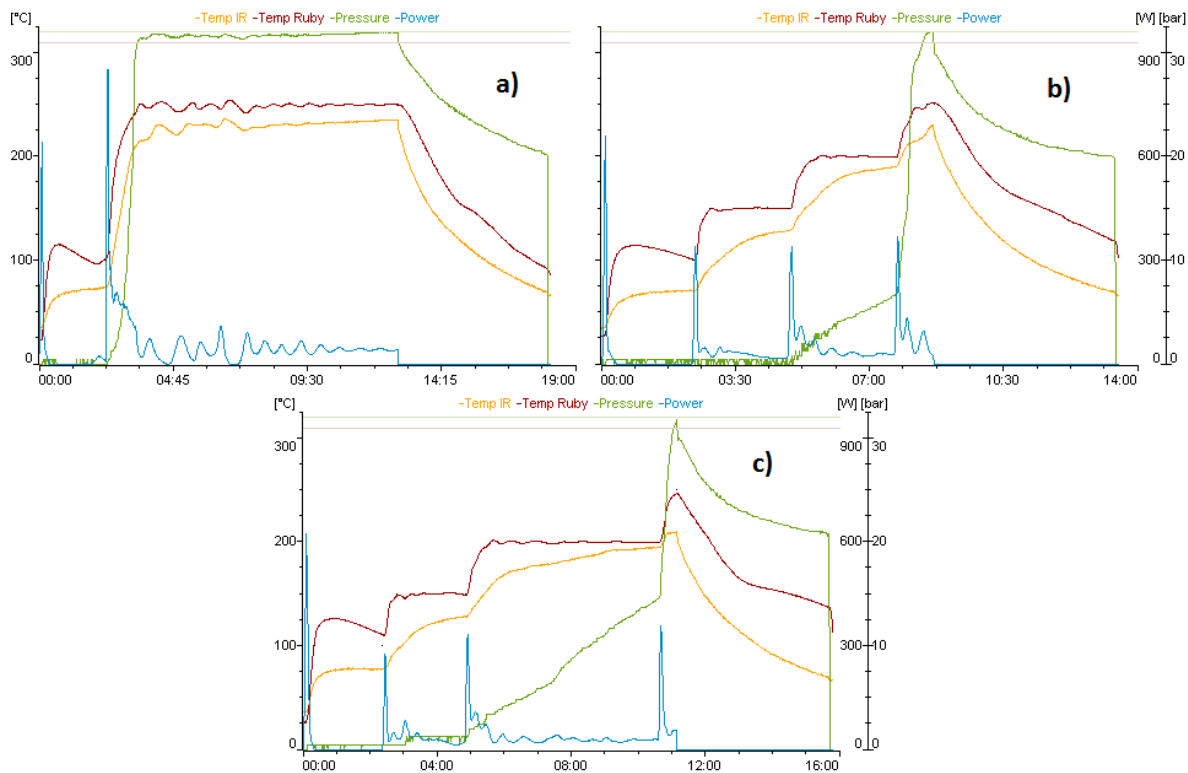 [°C] -Temp IR -Temp Ruby -Pressure -Power
a)
300
200
100
0
00:00 04:45 09:30 14:15 19:00
-Temp IR -Temp Ruby -Pressure -Power [W] [bar]
b)
900 30
600 20
300 10
0 0
00:00 03:30 07:00 10:30 14:00
[°C] -Temp IR -Temp Ruby -Pressure -Power [W] [bar]
c)
300 900 30
200 600 20
100 300 10
0 0 0
00:00 04:00 08:00 12:00 16:00